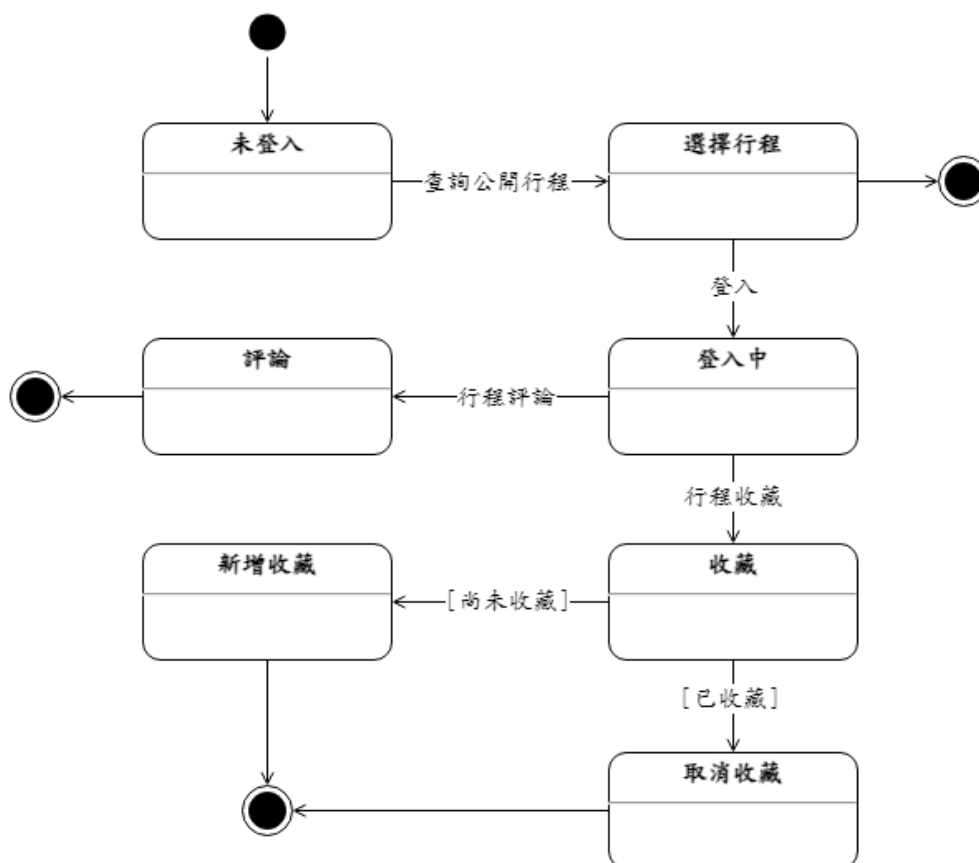 未登入
查詢公開行程
選擇行程
登入
評論
行程評論
登入中
行程收藏
新增收藏
[尚未收藏]
收藏
[已收藏]
取消收藏